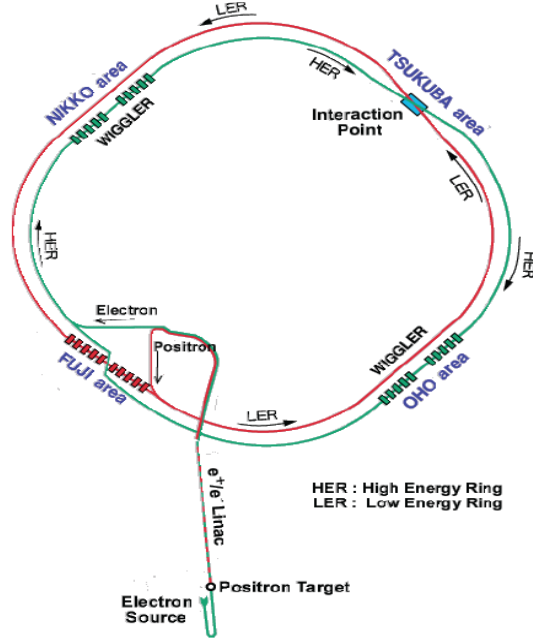 LER
HER
TSUKUBA area
NIKKO area
WIGGLER
Interaction
Point
LER
HER
HER
Electron
Positron
FUJI area
WIGGLER
OHO area
LER
e+/e- Linac
HER : High Energy Ring
LER : Low Energy Ring
Positron Target
Electron
Source